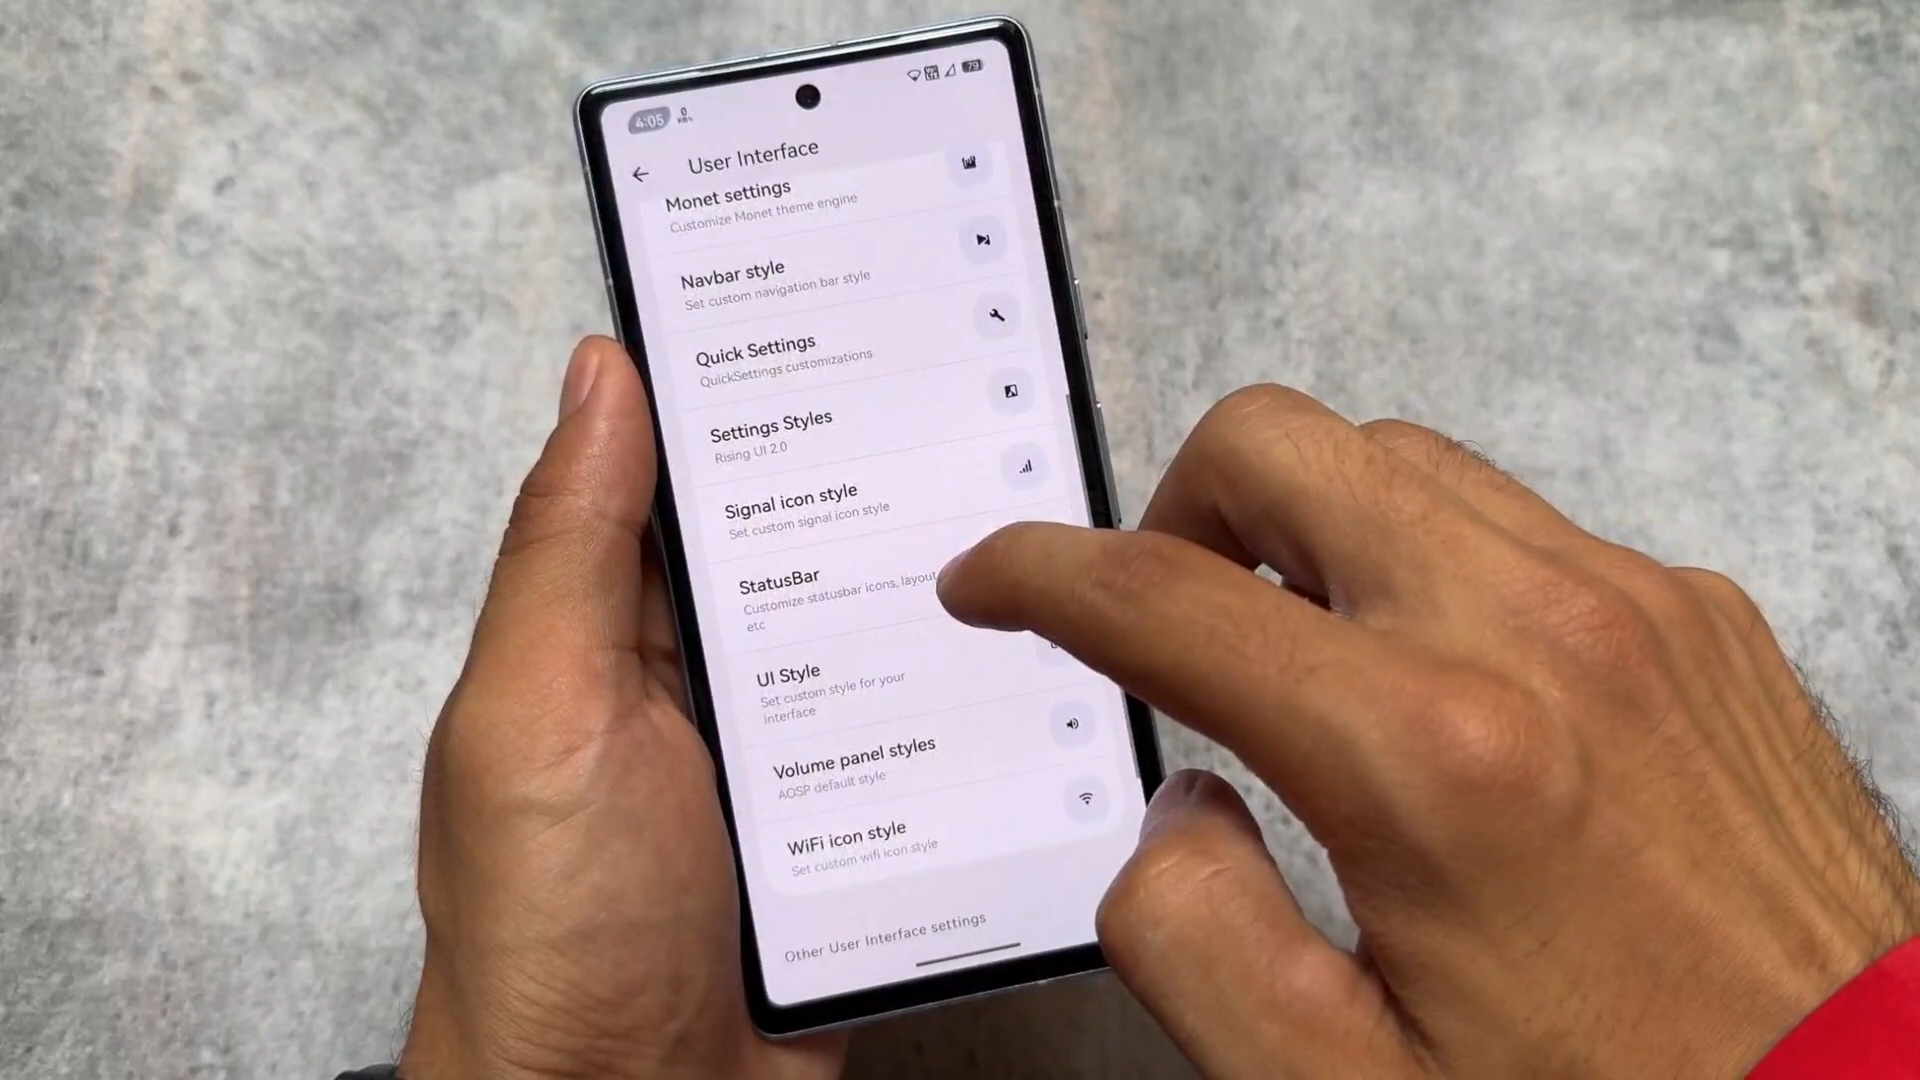 4:05
0
KB/s
79
User Interface
Monet settings
Customize Monet theme engine
Navbar style
Set custom navigation bar style
Quick Settings
QuickSettings customizations
Settings Styles
Rising UI 2.0
Signal icon style
Set custom signal icon style
StatusBar
Customize statusbar icons, layout
etc
UI Style
Set custom style for your
interface
Volume panel styles
AOSP default style
WiFi icon style
Set custom wifi icon style
Other User Interface settings